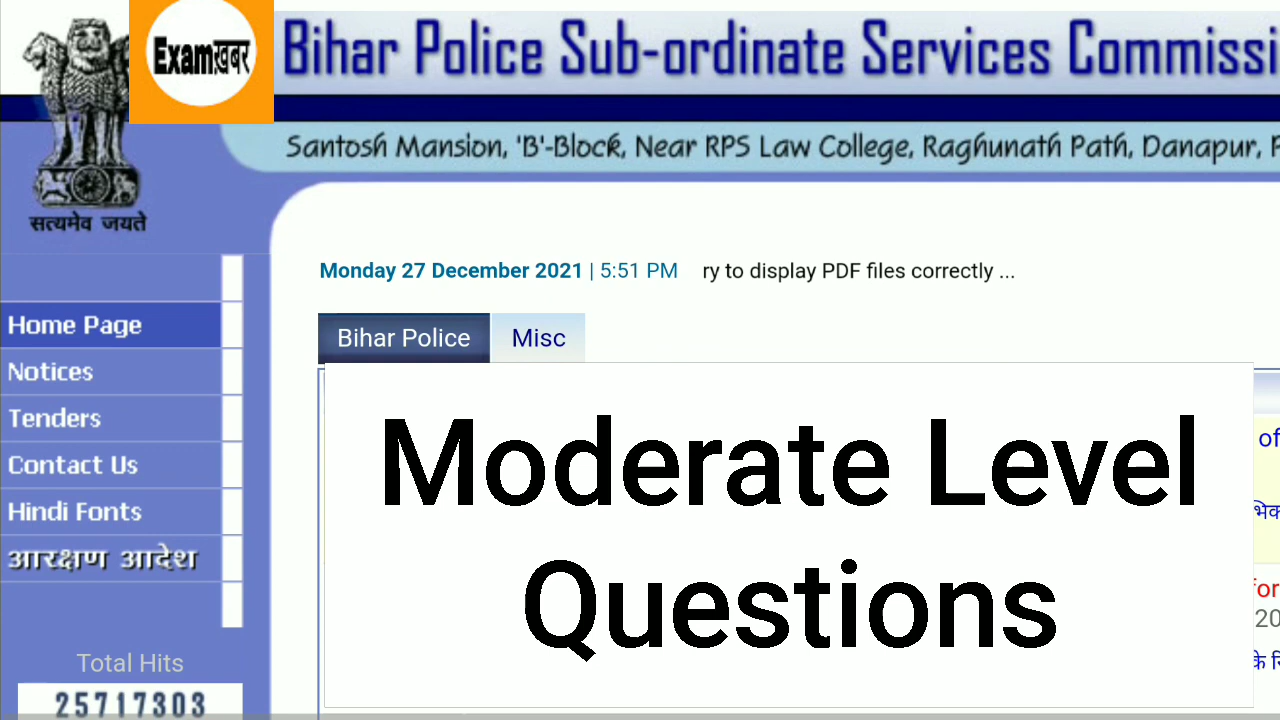 Examख़बर
Bihar Police Sub-ordinate Services Commissi
Santosh Mansion, 'B'-Block, Near RPS Law College, Raghunath Path, Danapur,
सत्यमेव जयते
Monday 27 December 2021 | 5:51 PM ry to display PDF files correctly ...
Bihar Police Misc
Home Page
Notices
Tenders
Contact Us
Hindi Fonts
आरक्षण आदेश
Total Hits
25717303
Moderate Level
Questions
of
for
20